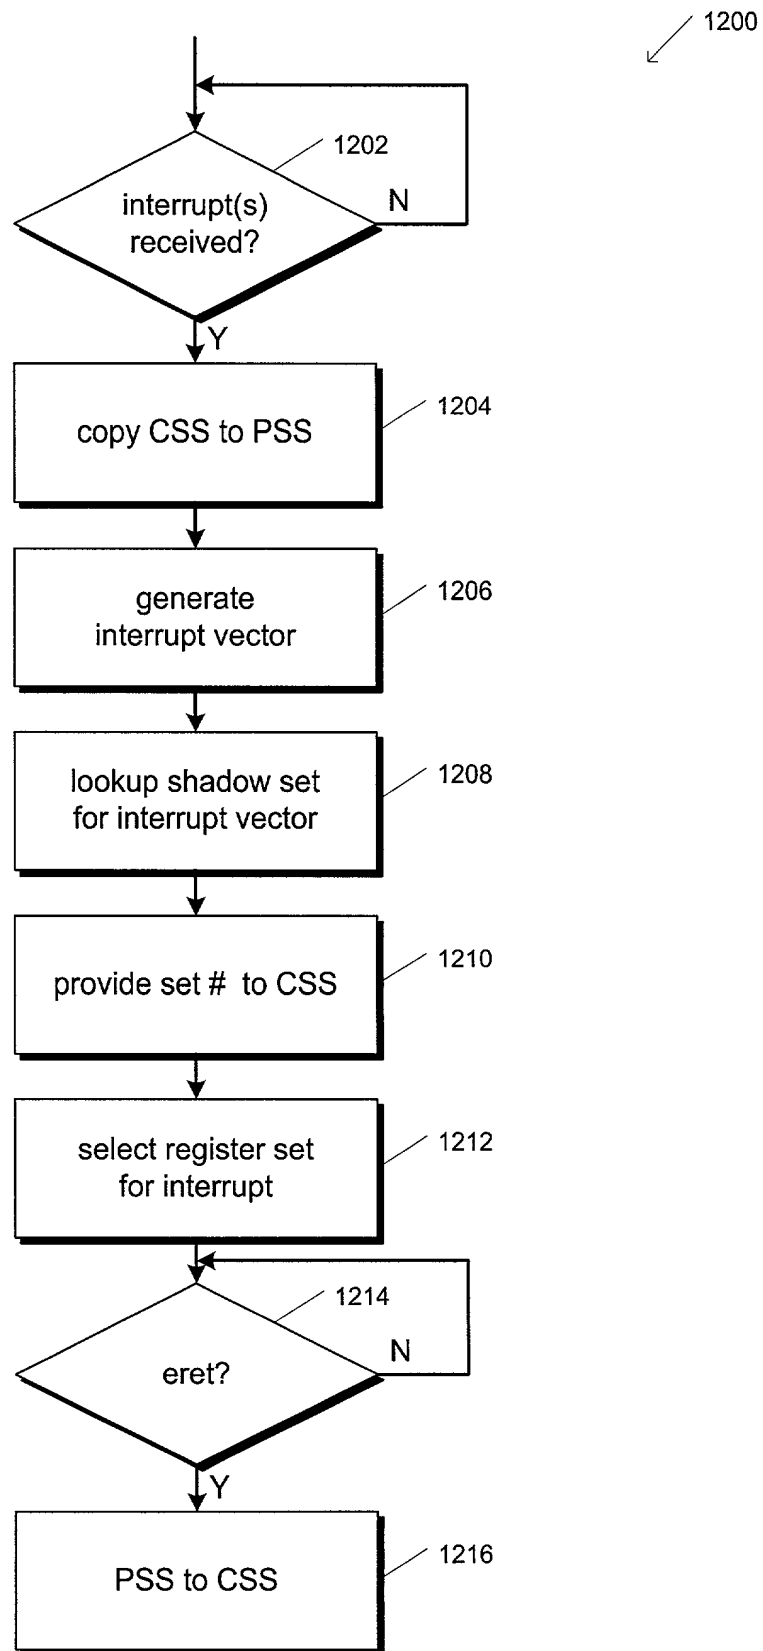 1200
1202
interrupt(s)
received?
N
Y
copy CSS to PSS
1204
generate
interrupt vector
1206
lookup shadow set
for interrupt vector
1208
provide set # to CSS
1210
select register set
for interrupt
1212
1214
eret?
N
Y
PSS to CSS
1216